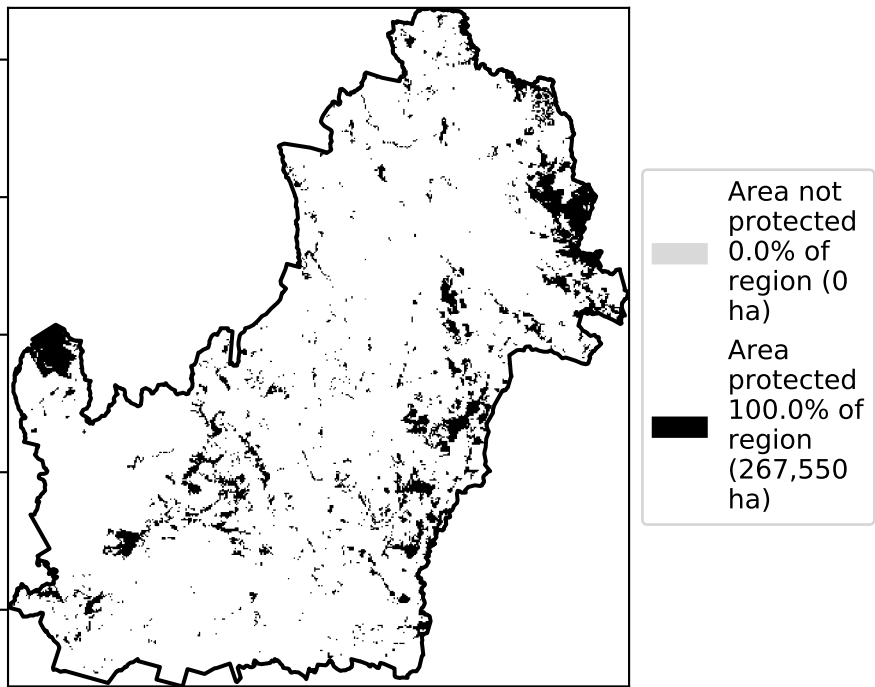 Area not
protected
0.0% of
region (0
ha)
Area
protected
100.0% of
region
(267,550
ha)